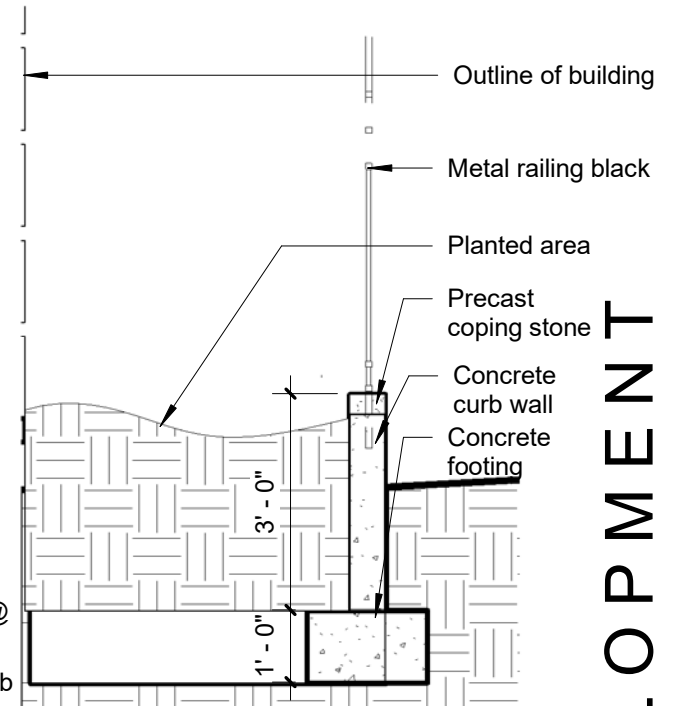 Outline of building
Metal railing black
Planted area
Precast
coping stone
Concrete
curb wall
Concrete
footing
3' - 0"
1' - 0"
@
b
LOPMENT